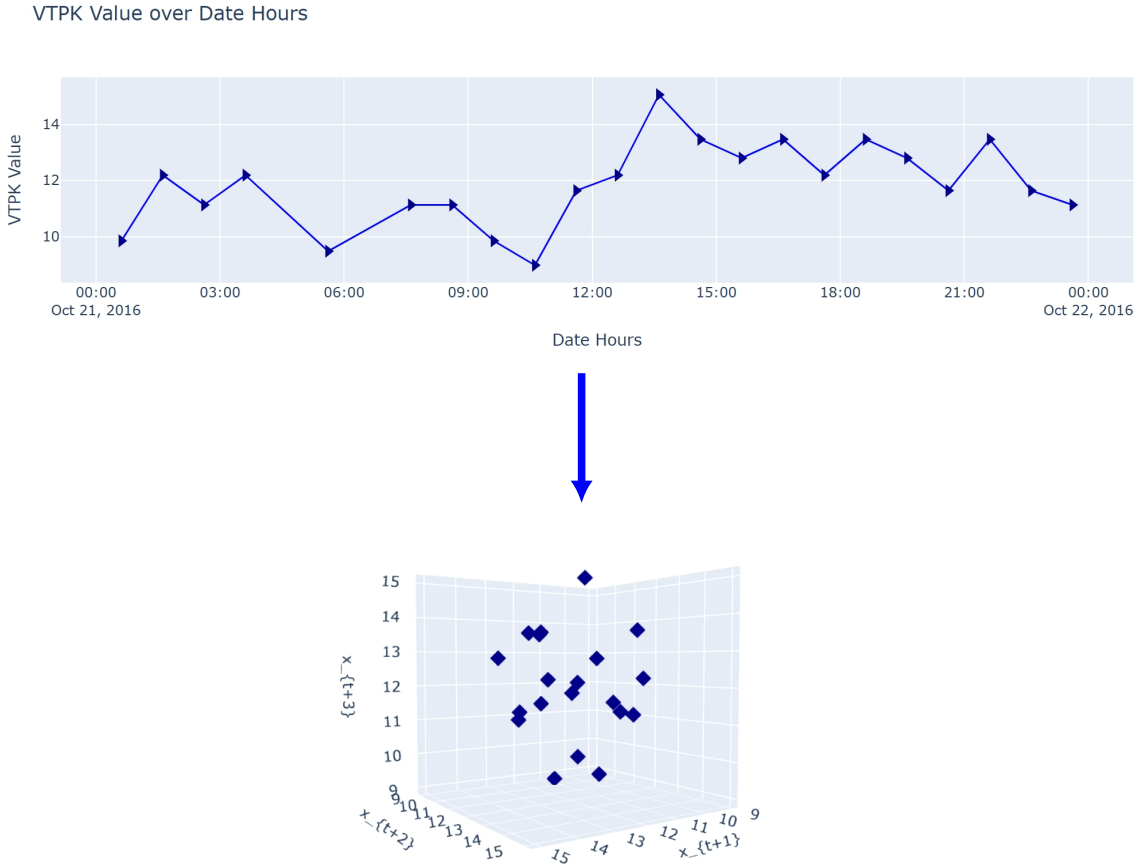 VTPK Value over Date Hours
14
12
10
VTPK Value
00:00 03:00 06:00 09:00 12:00 15:00 18:00 21:00 00:00
Oct 21, 2016 Oct 22, 2016
Date Hours
15
14
13
12
11
10
9
x_{t+3}
9 10 11 12 13 14 15
x_{t+2}
15 14 13 12 11 10 9
x_{t+1}